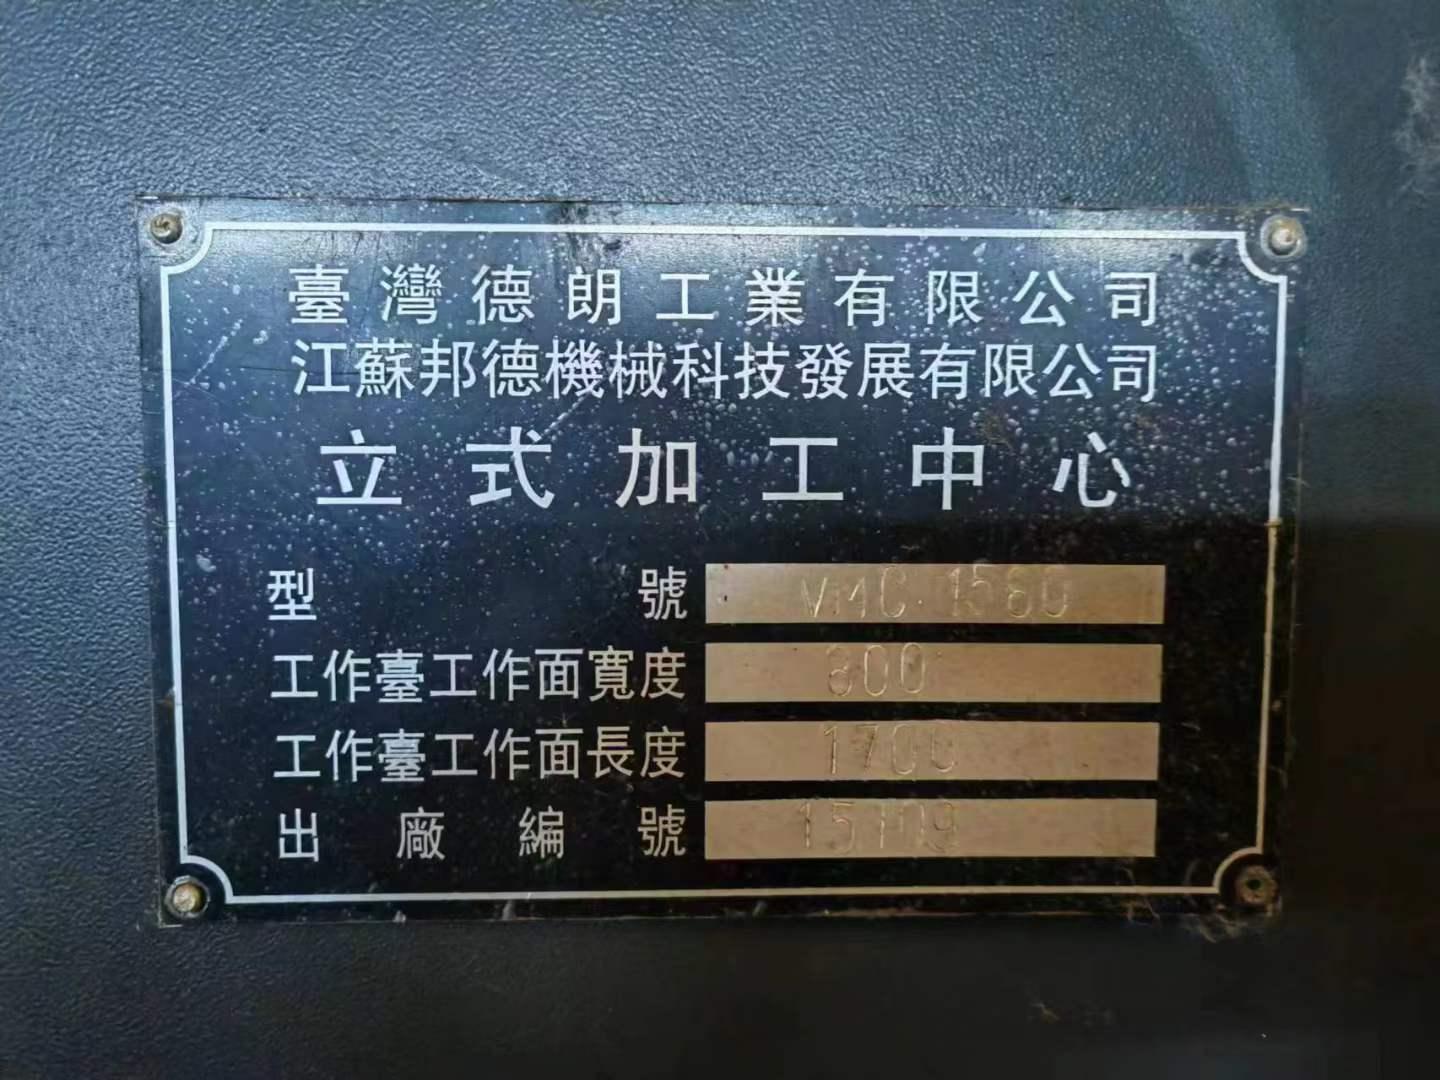 臺灣德朗工業有限公司
江蘇邦德機械科技發展有限公司
立式加工中心
型號 VMC 1580
工作臺工作面寬度 800
工作臺工作面長度 1700
出廠編號